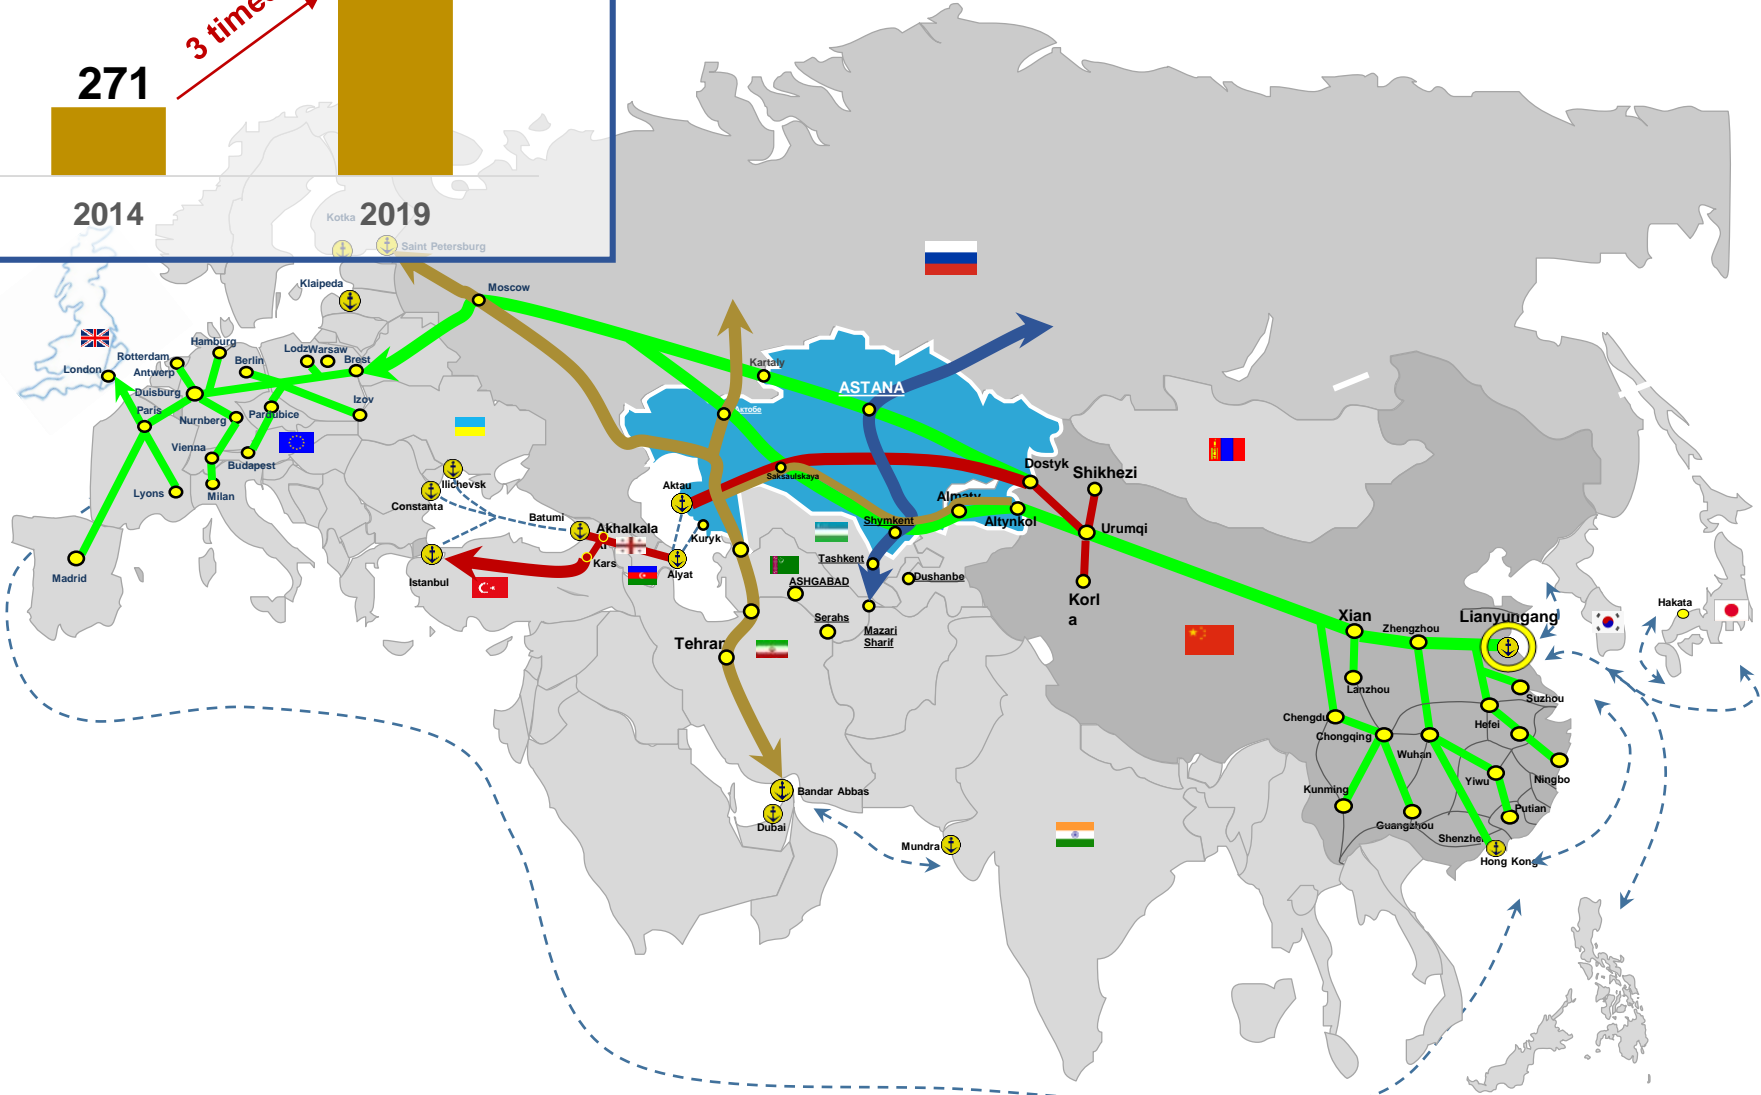 3 times
271
2014
2019
Kotka
Saint Petersburg
Klaipeda
Moscow
Hamburg
Rotterdam
Berlin
Lodz
Warsaw
Brest
London
Antwerp
Duisburg
Izov
Paris
Nurnberg
Pardubice
Vienna
Budapest
Lyons
Milan
Madrid
Ilichevsk
Constanta
Batumi
Istanbul
Akhalkala
ki
Kars
Alyat
Aktau
Kuryk
Kartaly
ASTANA
Актобе
Saksaulskaya
Dostyk
Shikhezi
Almaty
Altynkol
Urumqi
Shymkent
Tashkent
Dushanbe
ASHGABAD
Serahs
Mazari
Sharif
Tehran
Korl
a
Bandar Abbas
Dubai
Mundra
Xian
Zhengzhou
Lianyungang
Hakata
Lanzhou
Suzhou
Chengdu
Hefei
Chongqing
Wuhan
Ningbo
Yiwu
Kunming
Putian
Guangzhou
Shenzhe
Hong Kong